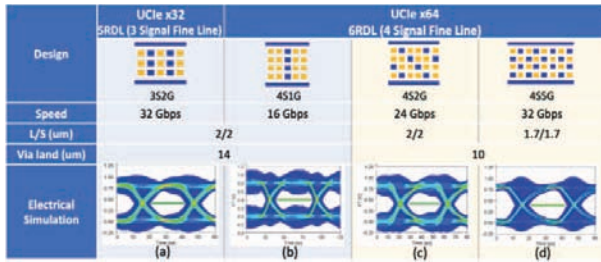 Design
UCIe x32
5RDL (3 Signal Fine Line)
UCIe x64
6RDL (4 Signal Fine Line)
3S2G
4S1G
4S2G
4S5G
Speed
32 Gbps
16 Gbps
24 Gbps
32 Gbps
L/S (um)
2/2
2/2
1.7/1.7
Via land (um)
14
10
Electrical
Simulation
(a)
(b)
(c)
(d)